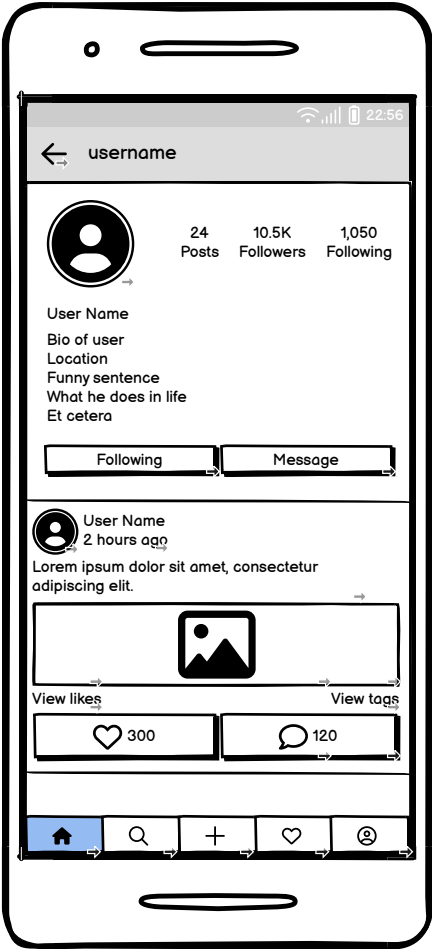 22:56
username
24 10.5K 1,050
Posts Followers Following
User Name
Bio of user
Location
Funny sentence
What he does in life
Et cetera
Following Message
User Name
2 hours ago
Lorem ipsum dolor sit amet, consectetur
adipiscing elit.
View likes View tags
300 120